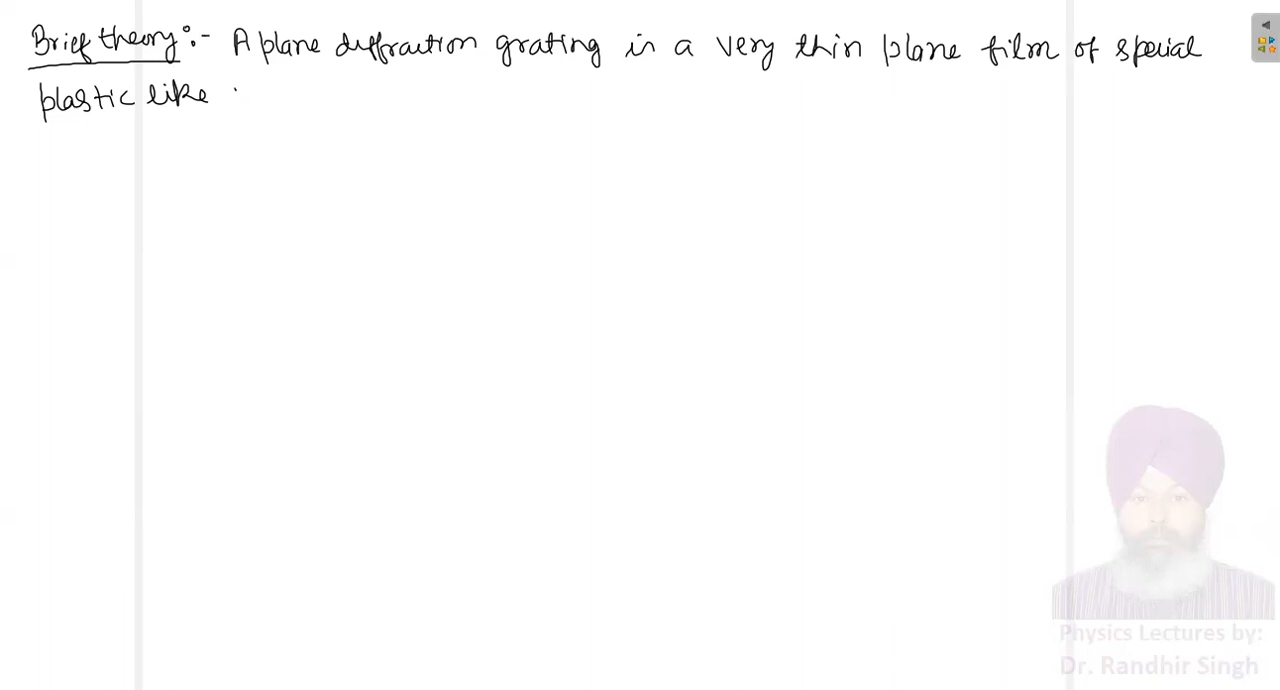 Brief theory:- A plane diffraction grating is a very thin plane film of special
plastic like
Physics Lectures by:
Dr. Randhir Singh